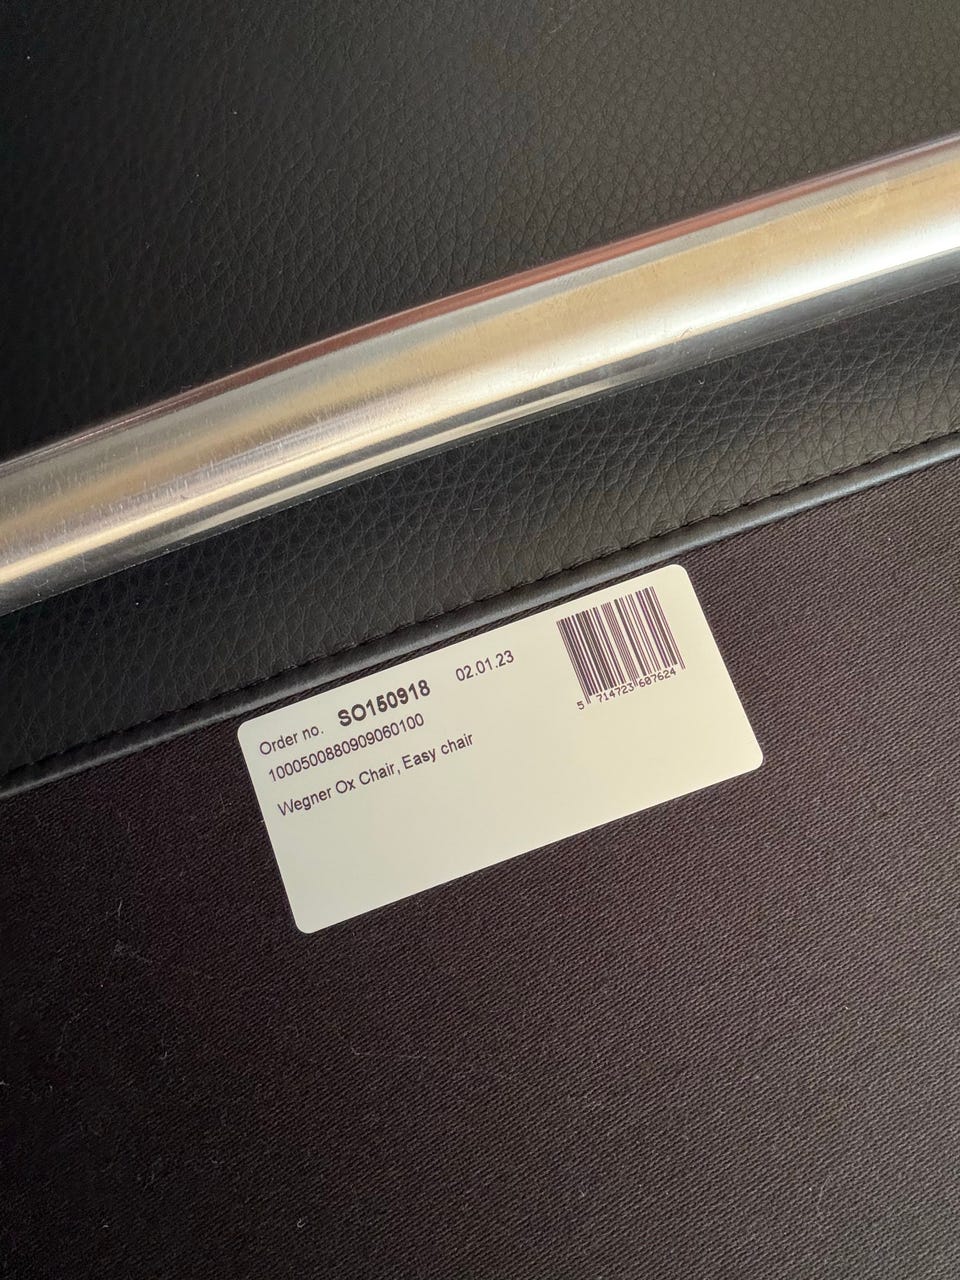 Order no. SO150918 02.01.23
1000500880909060100
Wegner Ox Chair, Easy chair
5 714723 687624